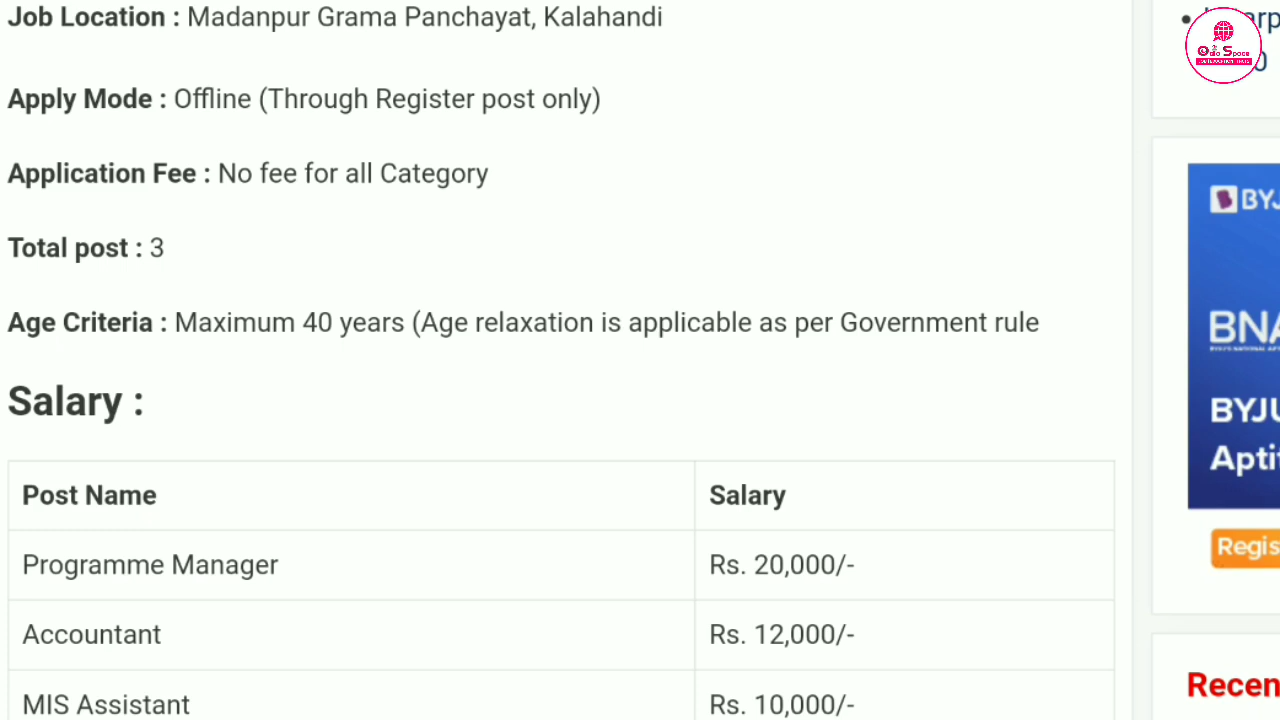 Job Location : Madanpur Grama Panchayat, Kalahandi
Apply Mode : Offline (Through Register post only)
Application Fee : No fee for all Category
Total post : 3
Age Criteria : Maximum 40 years (Age relaxation is applicable as per Government rule
Salary :
Post Name Salary
Programme Manager Rs. 20,000/-
Accountant Rs. 12,000/-
MIS Assistant Rs. 10,000/-
Space
BYJU
BNA
BYJU
Apti
Regis
Recen